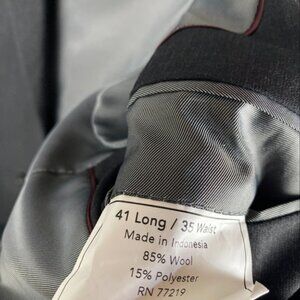 41 Long / 35 Waist
Made in Indonesia
85% Wool
15% Polyester
RN 77219